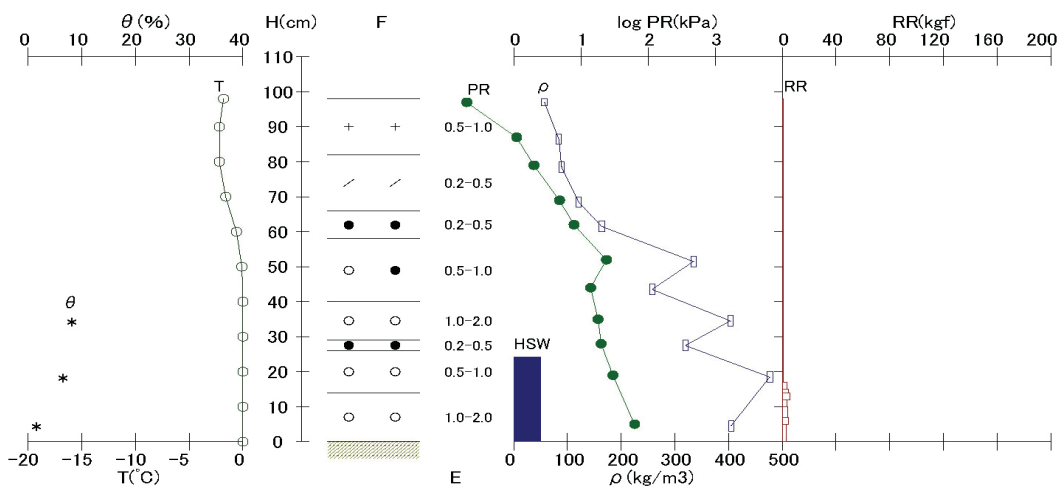 θ (%) H(cm) F log PR(kPa) RR(kgf)
0 10 20 30 40 0 1 2 3 0 40 80 120 160 200
110
T PR ρ RR
100
90 + + 0.5-1.0
80
70 0.2-0.5
60 0.2-0.5
50 0.5-1.0
θ 40
* 30 1.0-2.0
HSW
0.2-0.5
* 20 0.5-1.0
10 1.0-2.0
* 0
-20 -15 -10 -5 0 0 100 200 300 400 500
T(℃) E ρ (kg/m3)